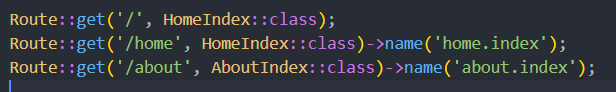 Route::get('/', HomeIndex::class);
Route::get('/home', HomeIndex::class)->name('home.index');
Route::get('/about', AboutIndex::class)->name('about.index');